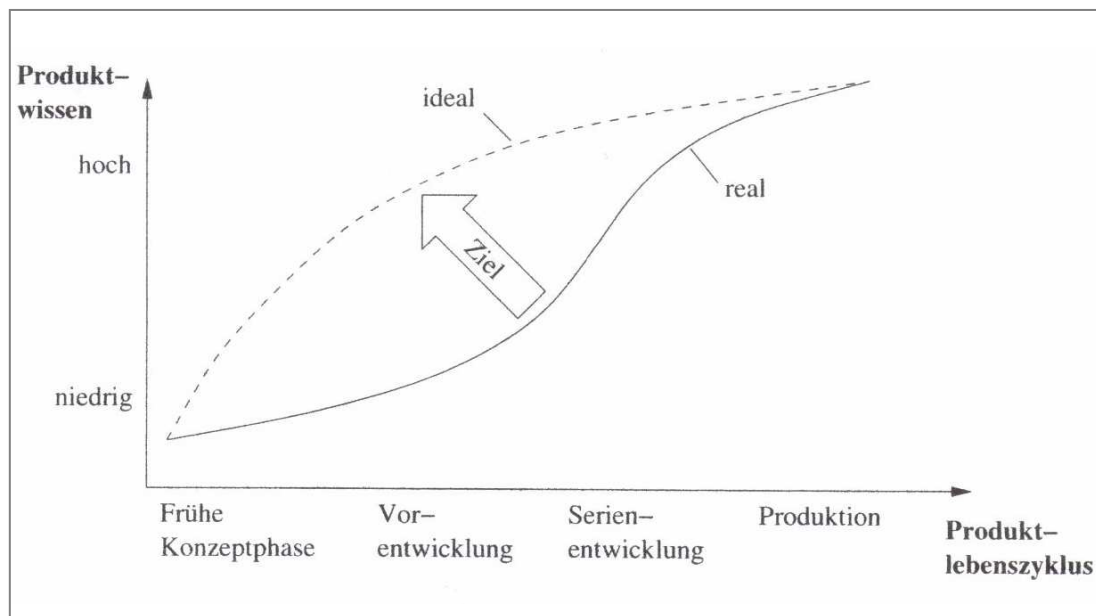 Produkt–
wissen
ideal
hoch
real
Ziel
niedrig
Frühe
Konzeptphase
Vor–
entwicklung
Serien–
entwicklung
Produktion
Produkt–
lebenszyklus